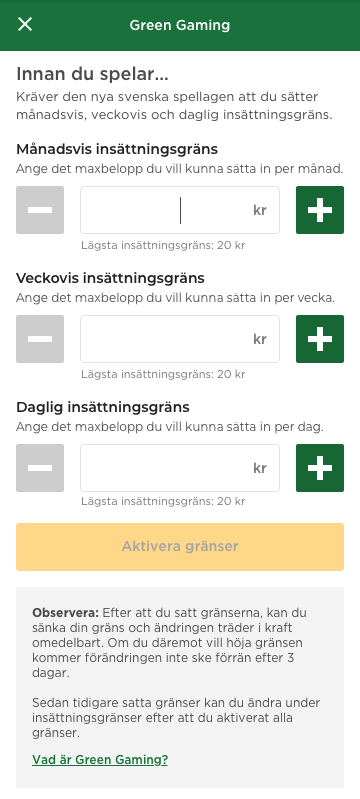 Green Gaming
Innan du spelar...
Kräver den nya svenska spellagen att du sätter
månadsvis, veckovis och daglig insättningsgräns.
Månadsvis insättningsgräns
Ange det maxbelopp du vill kunna sätta in per månad.
kr
Lägsta insättningsgräns: 20 kr
Veckovis insättningsgräns
Ange det maxbelopp du vill kunna sätta in per vecka.
kr
Lägsta insättningsgräns: 20 kr
Daglig insättningsgräns
Ange det maxbelopp du vill kunna sätta in per dag.
kr
Lägsta insättningsgräns: 20 kr
Aktivera gränser
Observera: Efter att du satt gränserna, kan du
sänka din gräns och ändringen träder i kraft
omedelbart. Om du däremot vill höja gränsen
kommer förändringen inte ske förrän efter 3
dagar.
Sedan tidigare satta gränser kan du ändra under
insättningsgränser efter att du aktiverat alla
gränser.
Vad är Green Gaming?